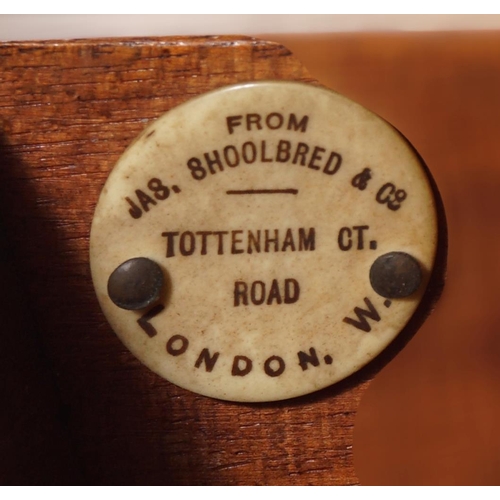 FROM
JAS. SHOOLBRED & CO
TOTTENHAM CT.
ROAD
LONDON. W.